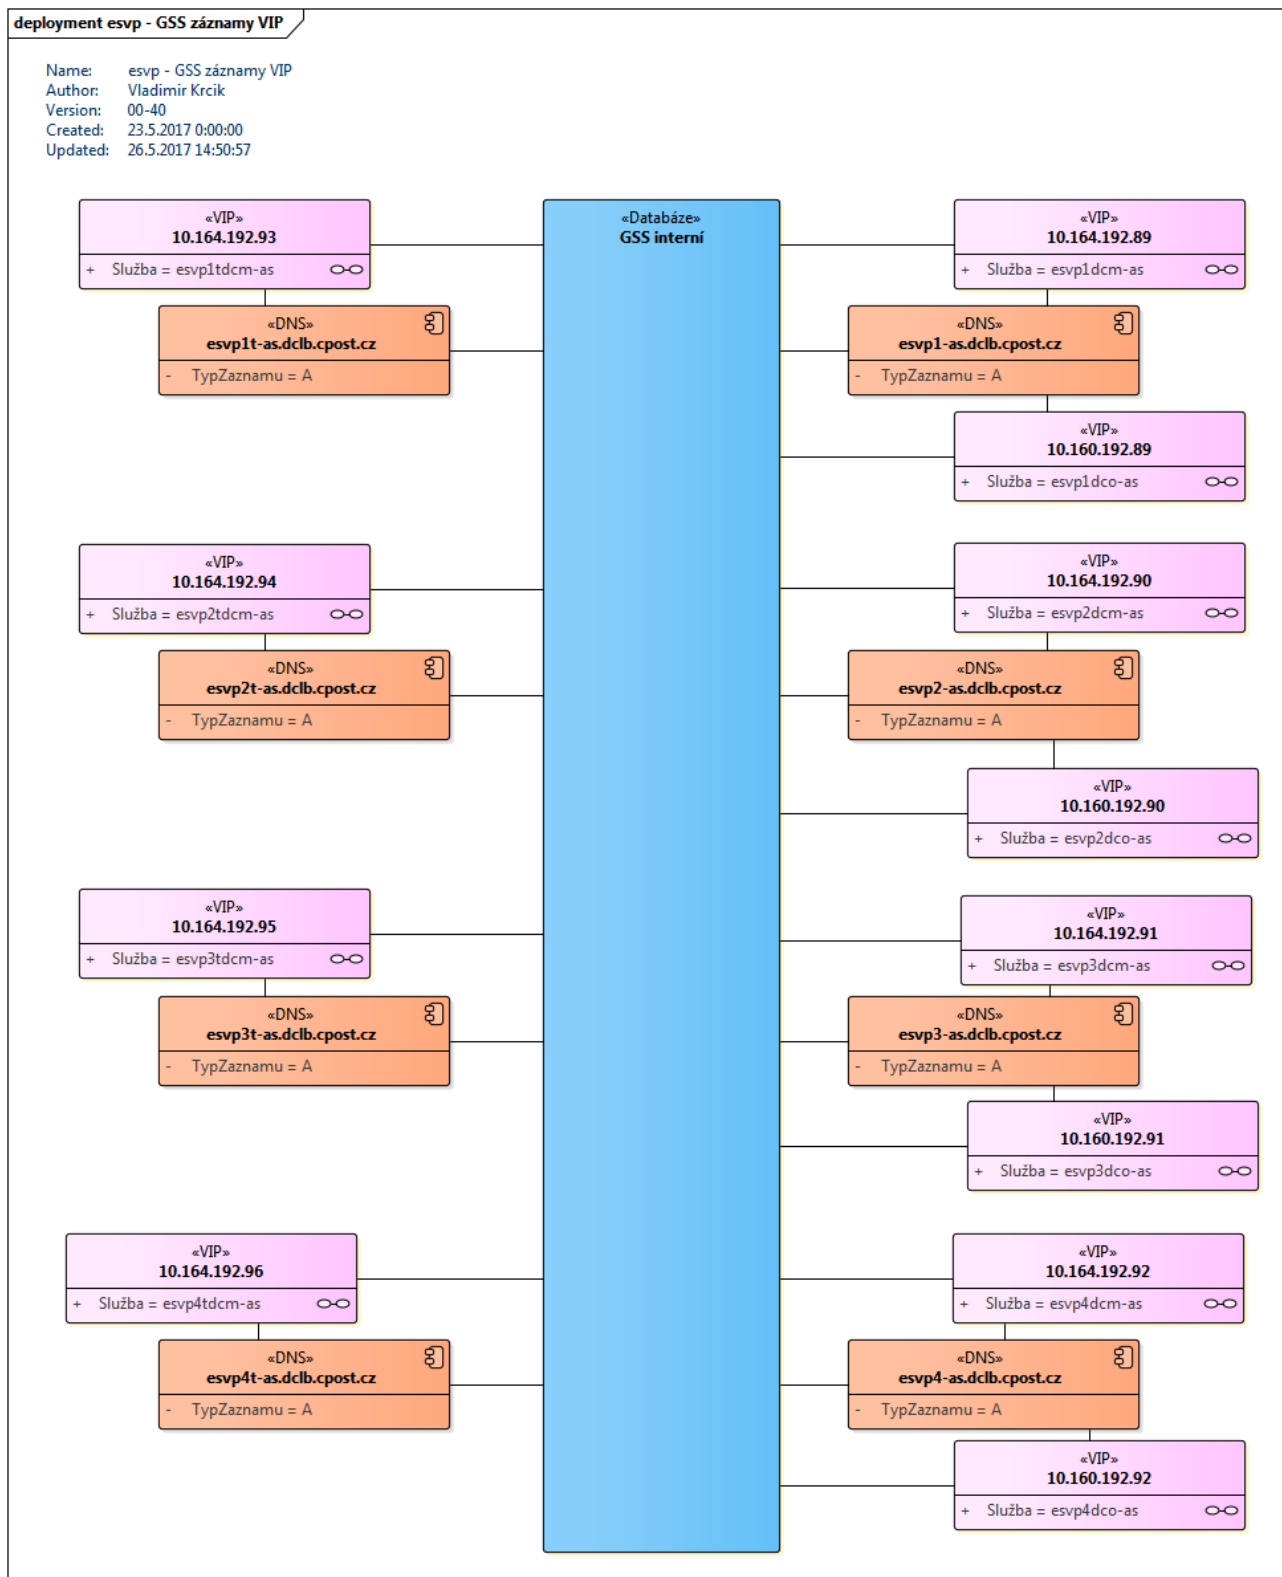 deployment esvp - GSS záznamy VIP
Name: esvp - GSS záznamy VIP
Author: Vladimir Krcik
Version: 00-40
Created: 23.5.2017 0:00:00
Updated: 26.5.2017 14:50:57
«Databáze»
GSS interní
«VIP»
10.164.192.93
+ Služba = esvp1tdcm-as
«DNS»
esvp1t-as.dclb.cpost.cz
- TypZaznamu = A
«VIP»
10.164.192.94
+ Služba = esvp2tdcm-as
«DNS»
esvp2t-as.dclb.cpost.cz
- TypZaznamu = A
«VIP»
10.164.192.95
+ Služba = esvp3tdcm-as
«DNS»
esvp3t-as.dclb.cpost.cz
- TypZaznamu = A
«VIP»
10.164.192.96
+ Služba = esvp4tdcm-as
«DNS»
esvp4t-as.dclb.cpost.cz
- TypZaznamu = A
«VIP»
10.164.192.89
+ Služba = esvp1dcm-as
«DNS»
esvp1-as.dclb.cpost.cz
- TypZaznamu = A
«VIP»
10.160.192.89
+ Služba = esvp1dco-as
«VIP»
10.164.192.90
+ Služba = esvp2dcm-as
«DNS»
esvp2-as.dclb.cpost.cz
- TypZaznamu = A
«VIP»
10.160.192.90
+ Služba = esvp2dco-as
«VIP»
10.164.192.91
+ Služba = esvp3dcm-as
«DNS»
esvp3-as.dclb.cpost.cz
- TypZaznamu = A
«VIP»
10.160.192.91
+ Služba = esvp3dco-as
«VIP»
10.164.192.92
+ Služba = esvp4dcm-as
«DNS»
esvp4-as.dclb.cpost.cz
- TypZaznamu = A
«VIP»
10.160.192.92
+ Služba = esvp4dco-as